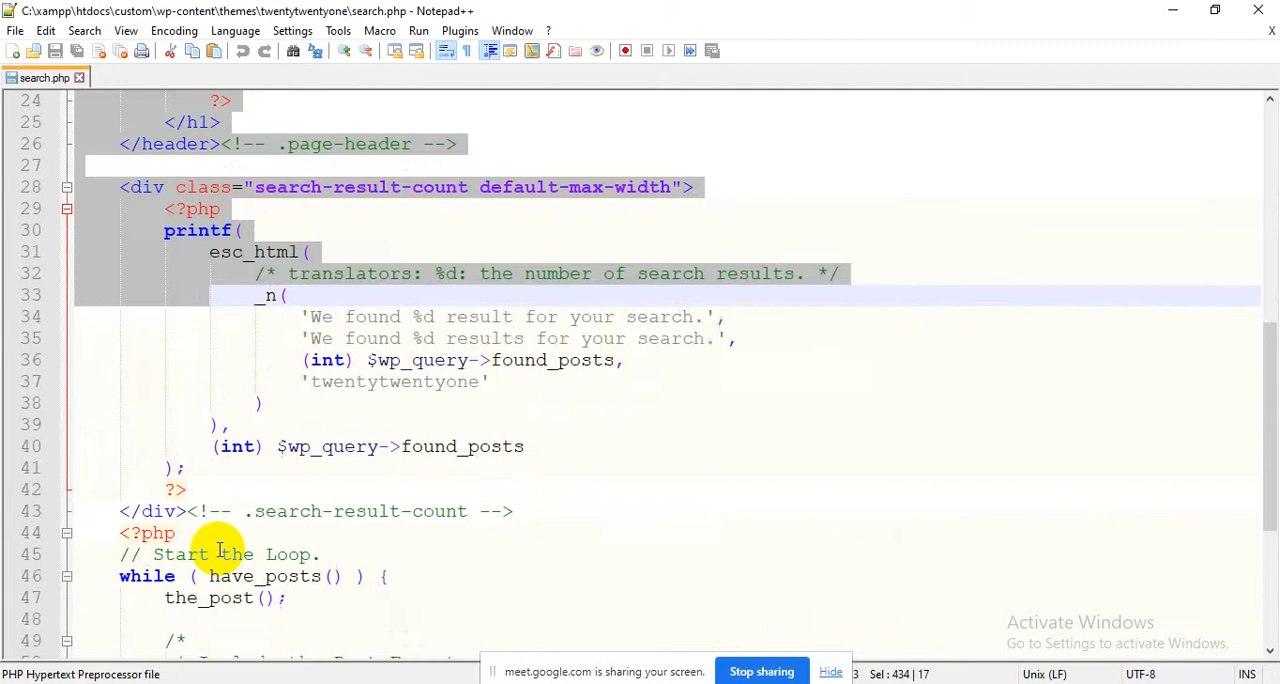 C:\xampp\htdocs\custom\wp-content\themes\twentytwentyone\search.php - Notepad++
File Edit Search View Encoding Language Settings Tools Macro Run Plugins Window ?
X
search.php
24 ?>
25 </h1>
26 </header><!-- .page-header -->
27
28 <div class="search-result-count default-max-width">
29 <?php
30 printf(
31 esc_html(
32 /* translators: %d: the number of search results. */
33 _n(
34 'We found %d result for your search.',
35 'We found %d results for your search.',
36 (int) $wp_query->found_posts,
37 'twentytwentyone'
38 )
39 ),
40 (int) $wp_query->found_posts
41 );
42 ?>
43 </div><!-- .search-result-count -->
44 <?php
45 // Start the Loop.
46 while ( have_posts() ) {
47 the_post();
48
49 /*
Activate Windows
Go to Settings to activate Windows.
PHP Hypertext Preprocessor file
meet.google.com is sharing your screen. Stop sharing Hide
3 Sel : 434 | 17 Unix (LF) UTF-8 INS